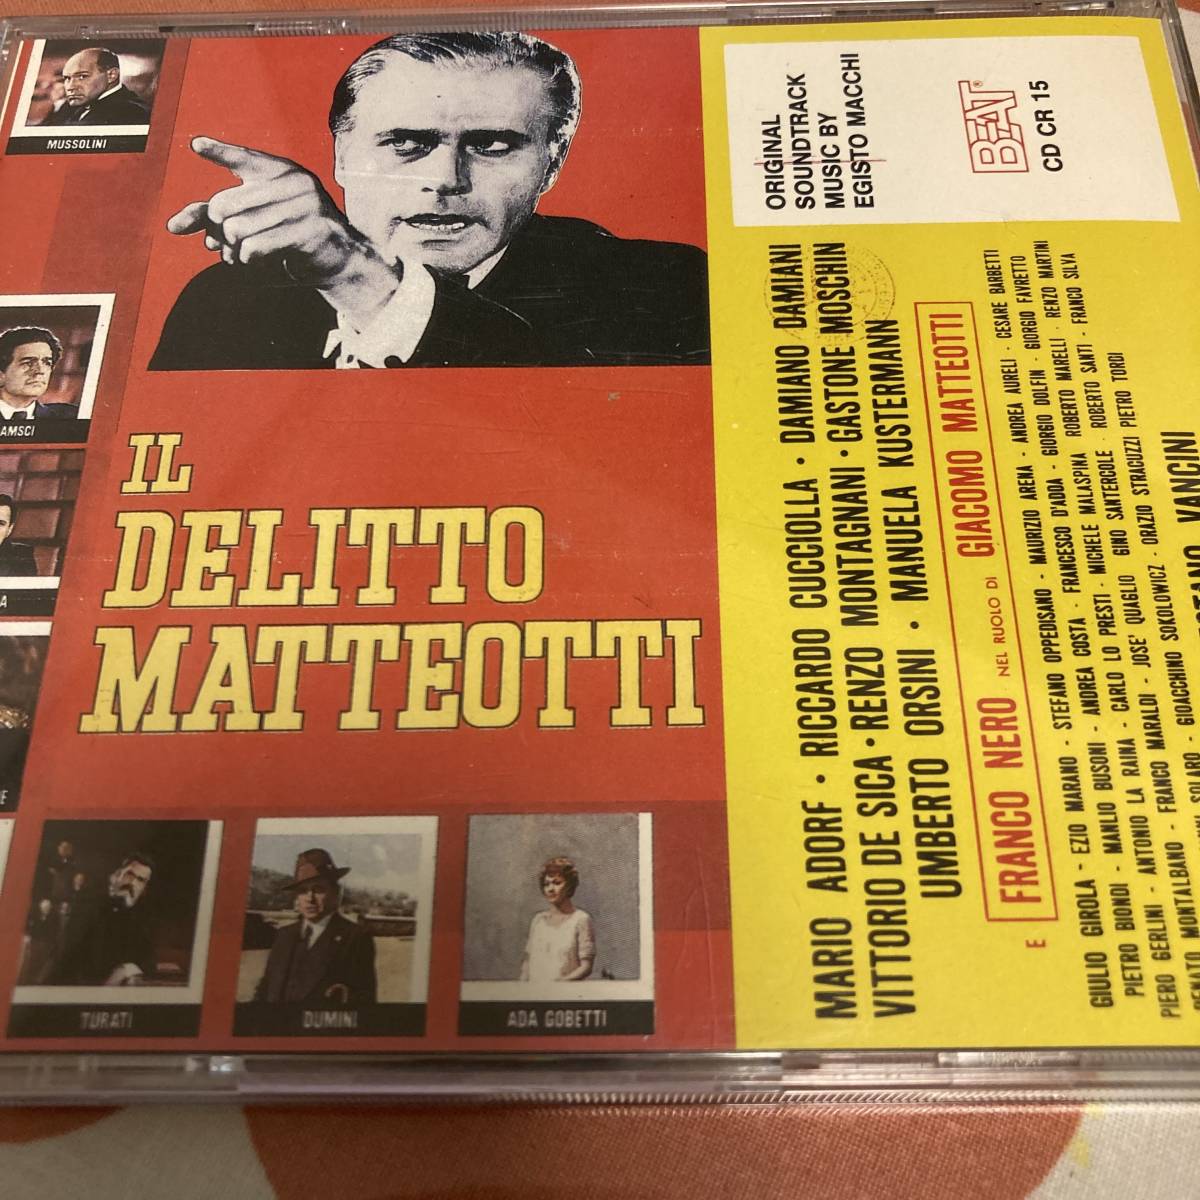 MUSSOLINI
AMSCI
A
E
IL
DELITTO
MATTEOTTI
TURATI
DUMINI
ADA GOBETTI
ORIGINAL
SOUNDTRACK
MUSIC BY
EGISTO MACCHI
BEAT
CD CR 15
MARIO ADORF · RICCARDO CUCCIOLLA · DAMIANO DAMIANI
VITTORIO DE SICA · RENZO MONTAGNANI · GASTONE MOSCHIN
UMBERTO ORSINI · MANUELA KUSTERMANN
E FRANCO NERO NEL RUOLO DI GIACOMO MATTEOTTI
GIULIO GIROLA - EZIO MARANO - STEFANO OPPEDISANO - MAURIZIO ARENA - ANDREA AURELI - CESARE BARBETTI
PIETRO BIONDI - MANLIO BUSONI - ANDREA COSTA - FRANCESCO D'ADDA - GIORGIO DOLFIN - GIORGIO FAVRETTO
PIERO GERLINI - ANTONIO LA RAINA - CARLO LO PRESTI - MICHELE MALASPINA ROBERTO MARELLI - RENZO MARTINI
RENATO MONTALBANO - FRANCO MARALDI - JOSE' QUAGLIO GINO SANTERCOLE - ROBERTO SANTI - FRANCO SILVA
SOLARO - GIOACCHINO SOKOLOWICZ - ORAZIO STRACUZZI PIETRO TORDI
VANCINI